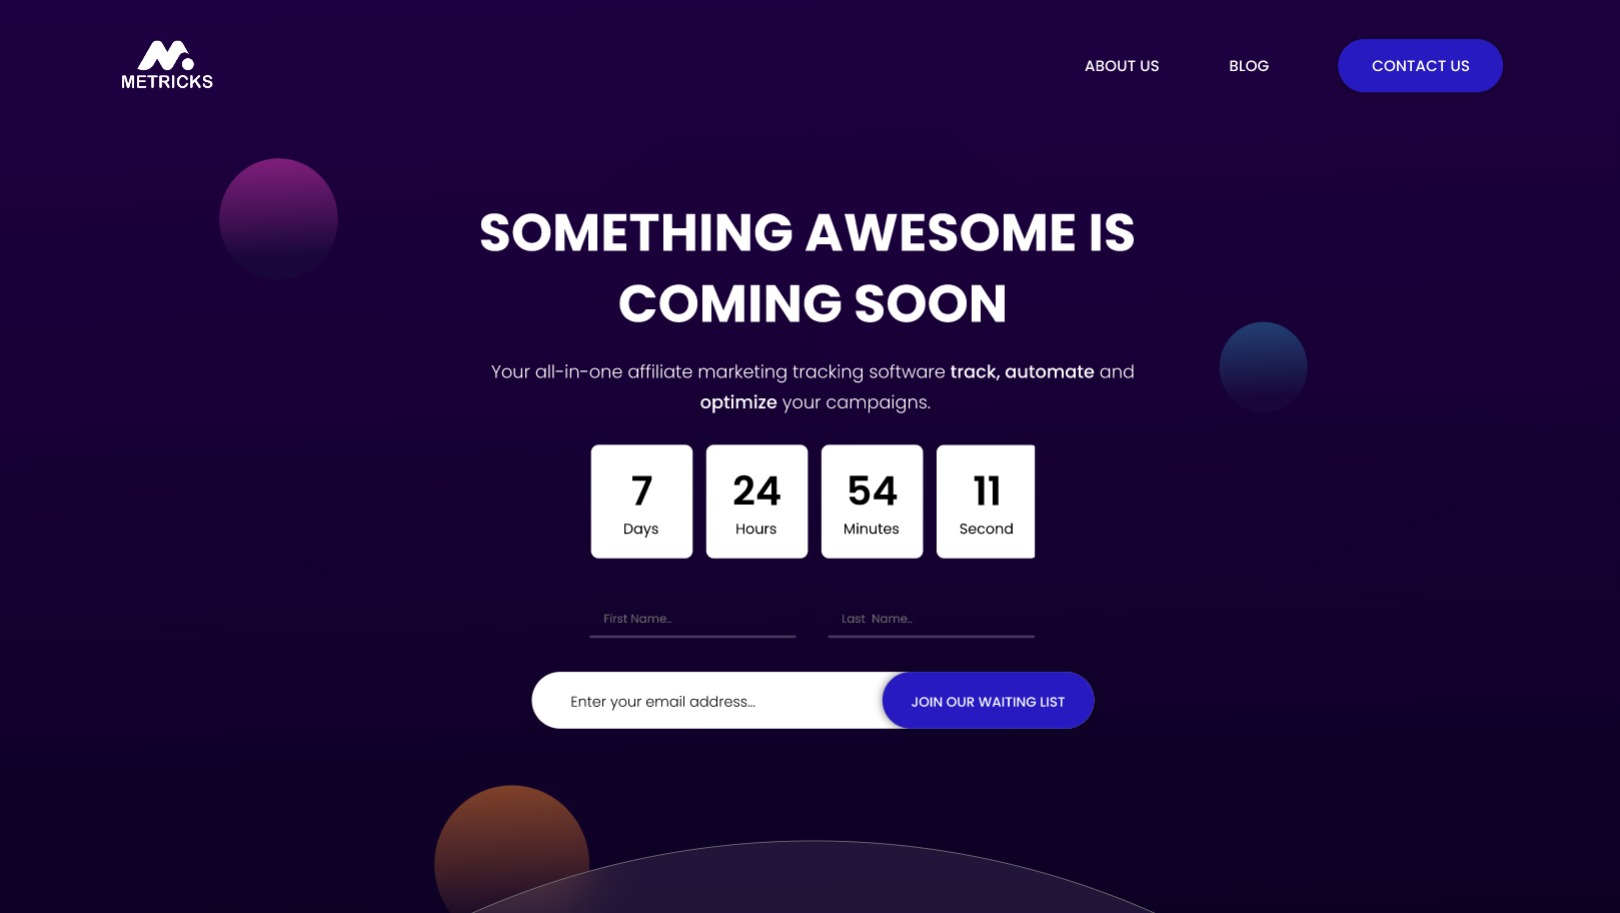 METRICKS
ABOUT US
BLOG
CONTACT US
SOMETHING AWESOME IS
COMING SOON
Your all-in-one affiliate marketing tracking software track, automate and
optimize your campaigns.
7
Days
24
Hours
54
Minutes
11
Second
First Name..
Last  Name..
Enter your email address...
JOIN OUR WAITING LIST